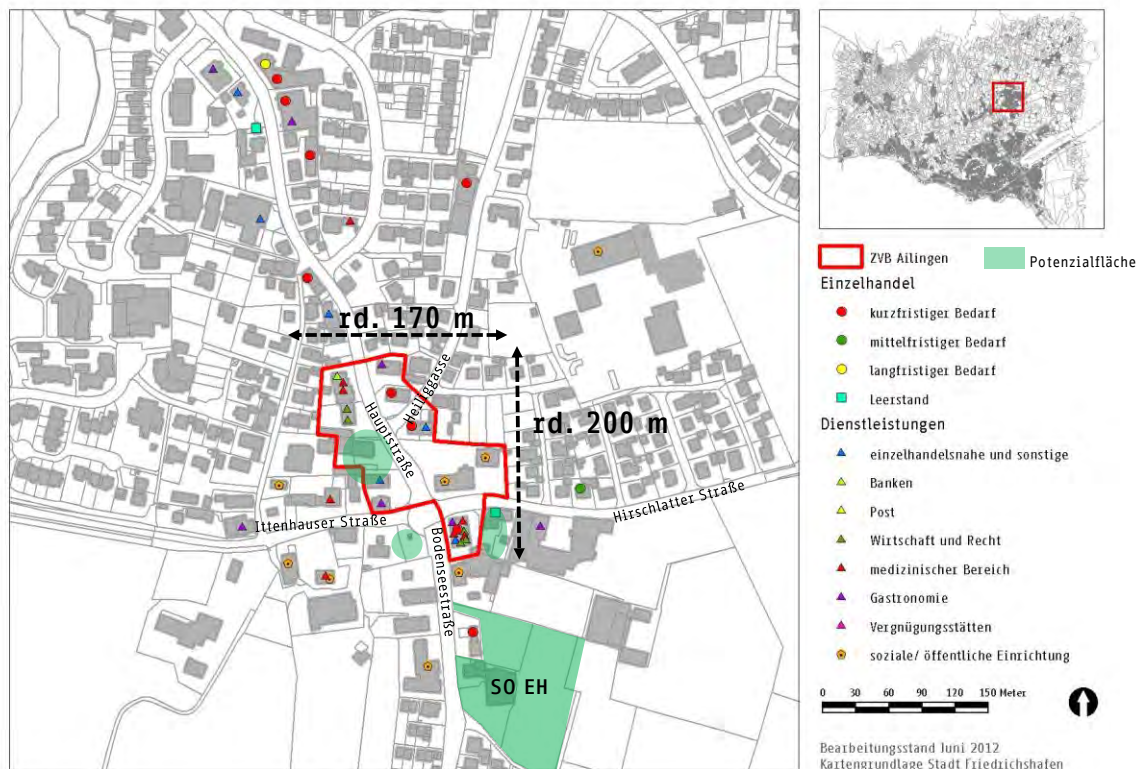 rd. 170 m
Heiliggasse
Hauptstraße
rd. 200 m
Hirschlatter Straße
Ittenhauser Straße
Bodenseestraße
SO EH
ZVB Ailingen
Potenzialfläche
Einzelhandel
kurzfristiger Bedarf
mittelfristiger Bedarf
langfristiger Bedarf
Leerstand
Dienstleistungen
einzelhandelsnahe und sonstige
Banken
Post
Wirtschaft und Recht
medizinischer Bereich
Gastronomie
Vergnügungsstätten
soziale/ öffentliche Einrichtung
0 30 60 90 120 150 Meter
Bearbeitungsstand Juni 2012
Kartengrundlage Stadt Friedrichshafen